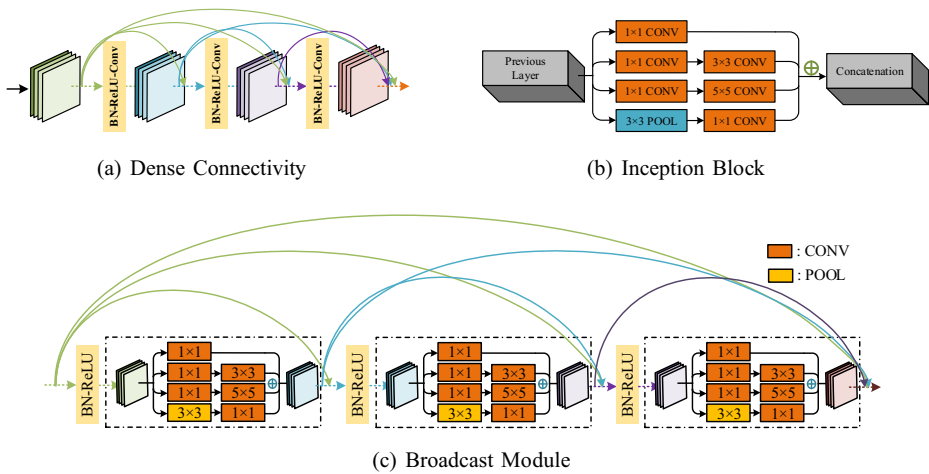 BN-ReLU-Conv
BN-ReLU-Conv
BN-ReLU-Conv
(a) Dense Connectivity
Previous
Layer
1×1 CONV
1×1 CONV
3×3 CONV
1×1 CONV
5×5 CONV
3×3 POOL
1×1 CONV
Concatenation
(b) Inception Block
: CONV
: POOL
BN-ReLU
1×1
1×1
3×3
1×1
5×5
3×3
1×1
BN-ReLU
1×1
1×1
3×3
1×1
5×5
3×3
1×1
BN-ReLU
1×1
1×1
3×3
1×1
5×5
3×3
1×1
(c) Broadcast Module